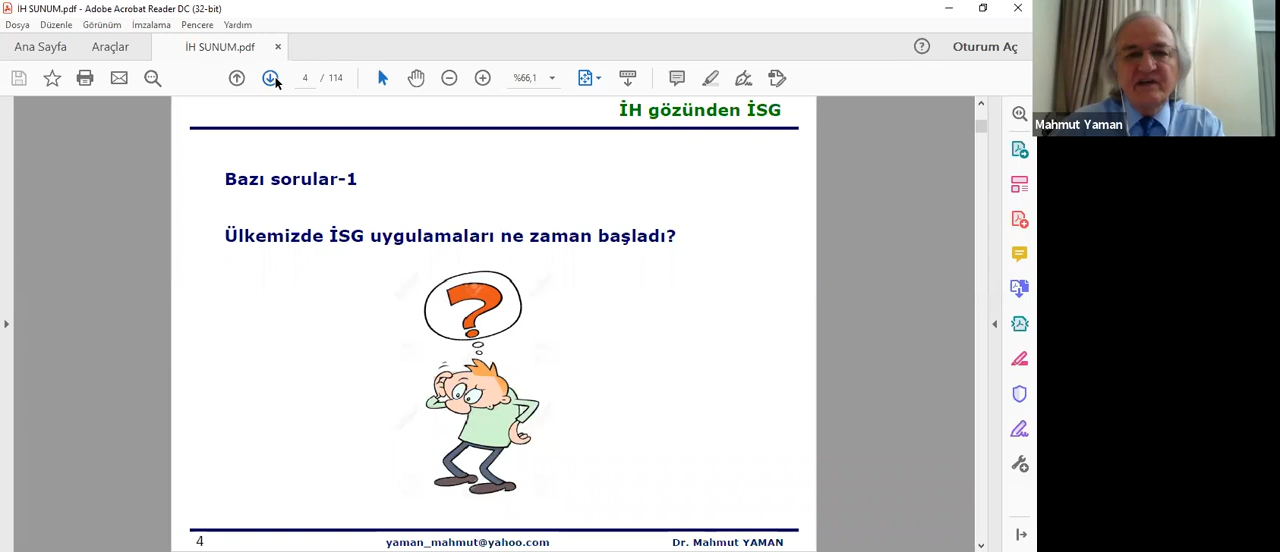 İH SUNUM.pdf - Adobe Acrobat Reader DC (32-bit)
Dosya Düzenle Görünüm İmzalama Pencere Yardım
Ana Sayfa Araçlar İH SUNUM.pdf × Oturum Aç
4 / 114 %66,1
İH gözünden İSG
Bazı sorular-1
Ülkemizde İSG uygulamaları ne zaman başladı?
?
4 yaman_mahmut@yahoo.com Dr. Mahmut YAMAN
Mahmut Yaman